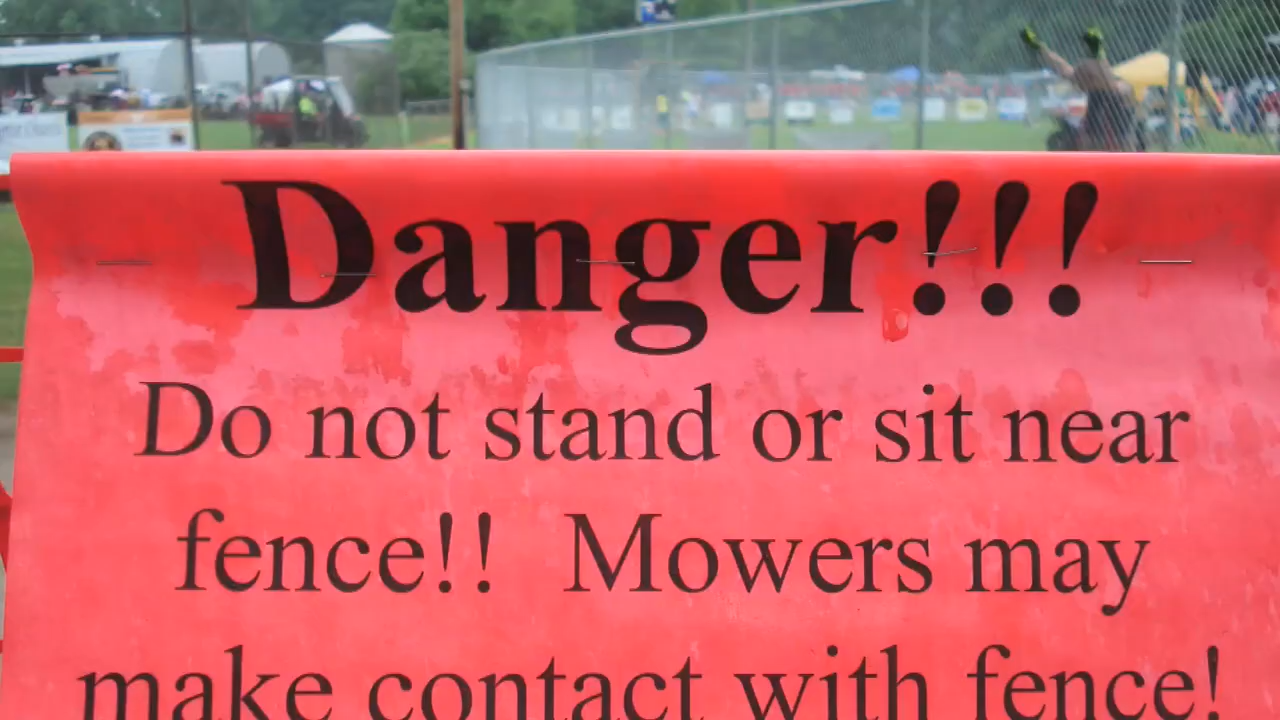 Danger!!!
Do not stand or sit near
fence!! Mowers may
make contact with fence!